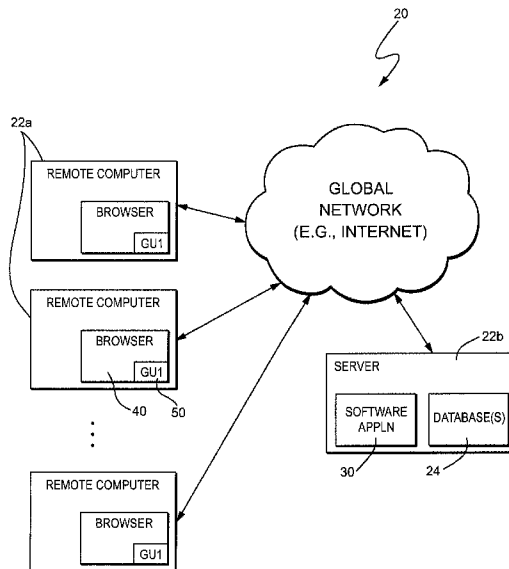 20
22a
REMOTE COMPUTER
BROWSER
GU1
GLOBAL
NETWORK
(E.G., INTERNET)
REMOTE COMPUTER
BROWSER
GU1
40
50
22b
SERVER
SOFTWARE
APPLN
DATABASE(S)
30
24
REMOTE COMPUTER
BROWSER
GU1